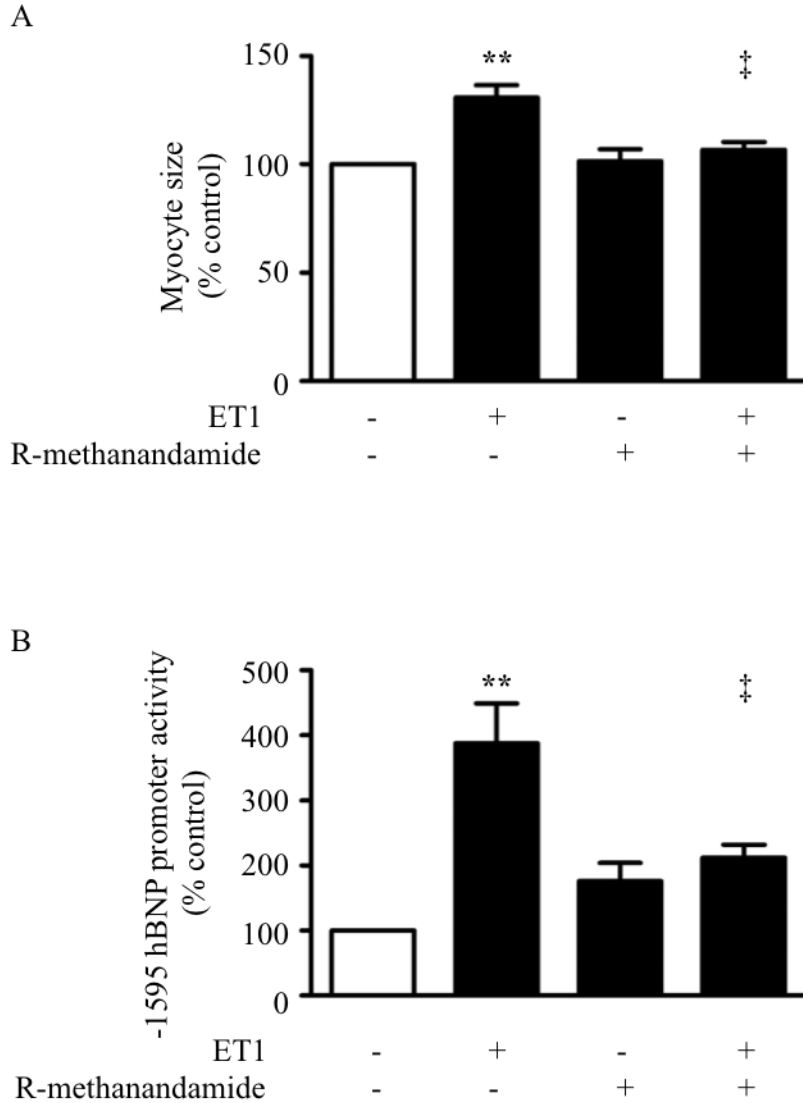 A
Myocyte size
(% control)
150
100
50
0
** ‡
ET1 - + - +
R-methanandamide - - + +
B
-1595 hBNP promoter activity
(% control)
500
400
300
200
100
0
** ‡
ET1 - + - +
R-methanandamide - - + +